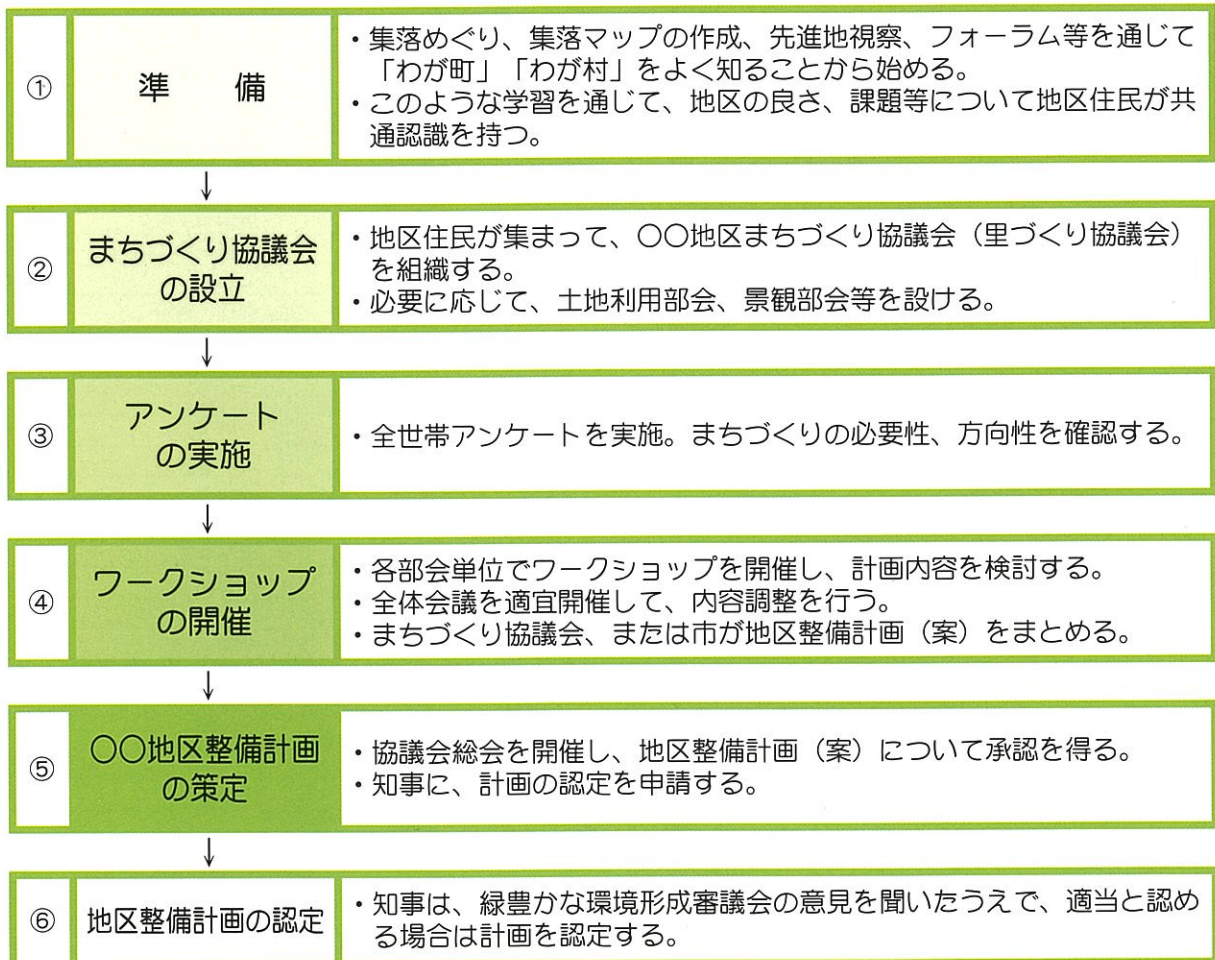 ①
準　備
・集落めぐり、集落マップの作成、先進地視察、フォーラム等を通じて
「わが町」「わが村」をよく知ることから始める。
・このような学習を通じて、地区の良さ、課題等について地区住民が共
通認識を持つ。
↓
②
まちづくり協議会
の設立
・地区住民が集まって、〇〇地区まちづくり協議会（里づくり協議会）
を組織する。
・必要に応じて、土地利用部会、景観部会等を設ける。
↓
③
アンケート
の実施
・全世帯アンケートを実施。まちづくりの必要性、方向性を確認する。
↓
④
ワークショップ
の開催
・各部会単位でワークショップを開催し、計画内容を検討する。
・全体会議を適宜開催して、内容調整を行う。
・まちづくり協議会、または市が地区整備計画（案）をまとめる。
↓
⑤
〇〇地区整備計画
の策定
・協議会総会を開催し、地区整備計画（案）について承認を得る。
・知事に、計画の認定を申請する。
↓
⑥
地区整備計画の認定
・知事は、緑豊かな環境形成審議会の意見を聞いたうえで、適当と認め
る場合は計画を認定する。